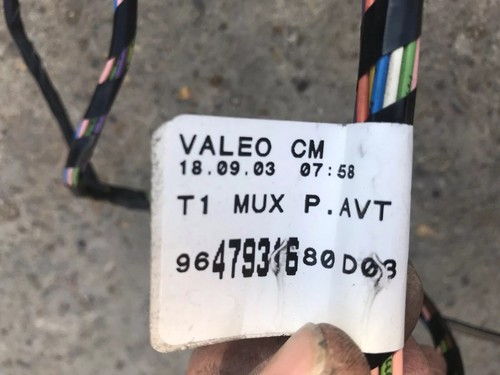 VALEO CM
18.09.03 07:58
T1 MUX P.AVT
9647931680D03